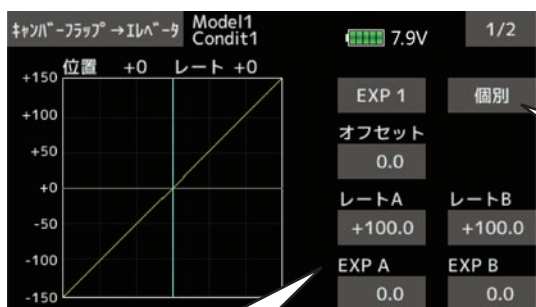 ｷｬﾝﾊﾞｰﾌﾗｯﾌﾟ→ｴﾚﾍﾞｰﾀ
Model1
Condit1
7.9V
1/2
位置 +0 レート +0
+150
+100
+50
+0
-50
-100
-150
EXP 1
個別
オフセット
0.0
レートA
レートB
+100.0
+100.0
EXP A
EXP B
0.0
0.0